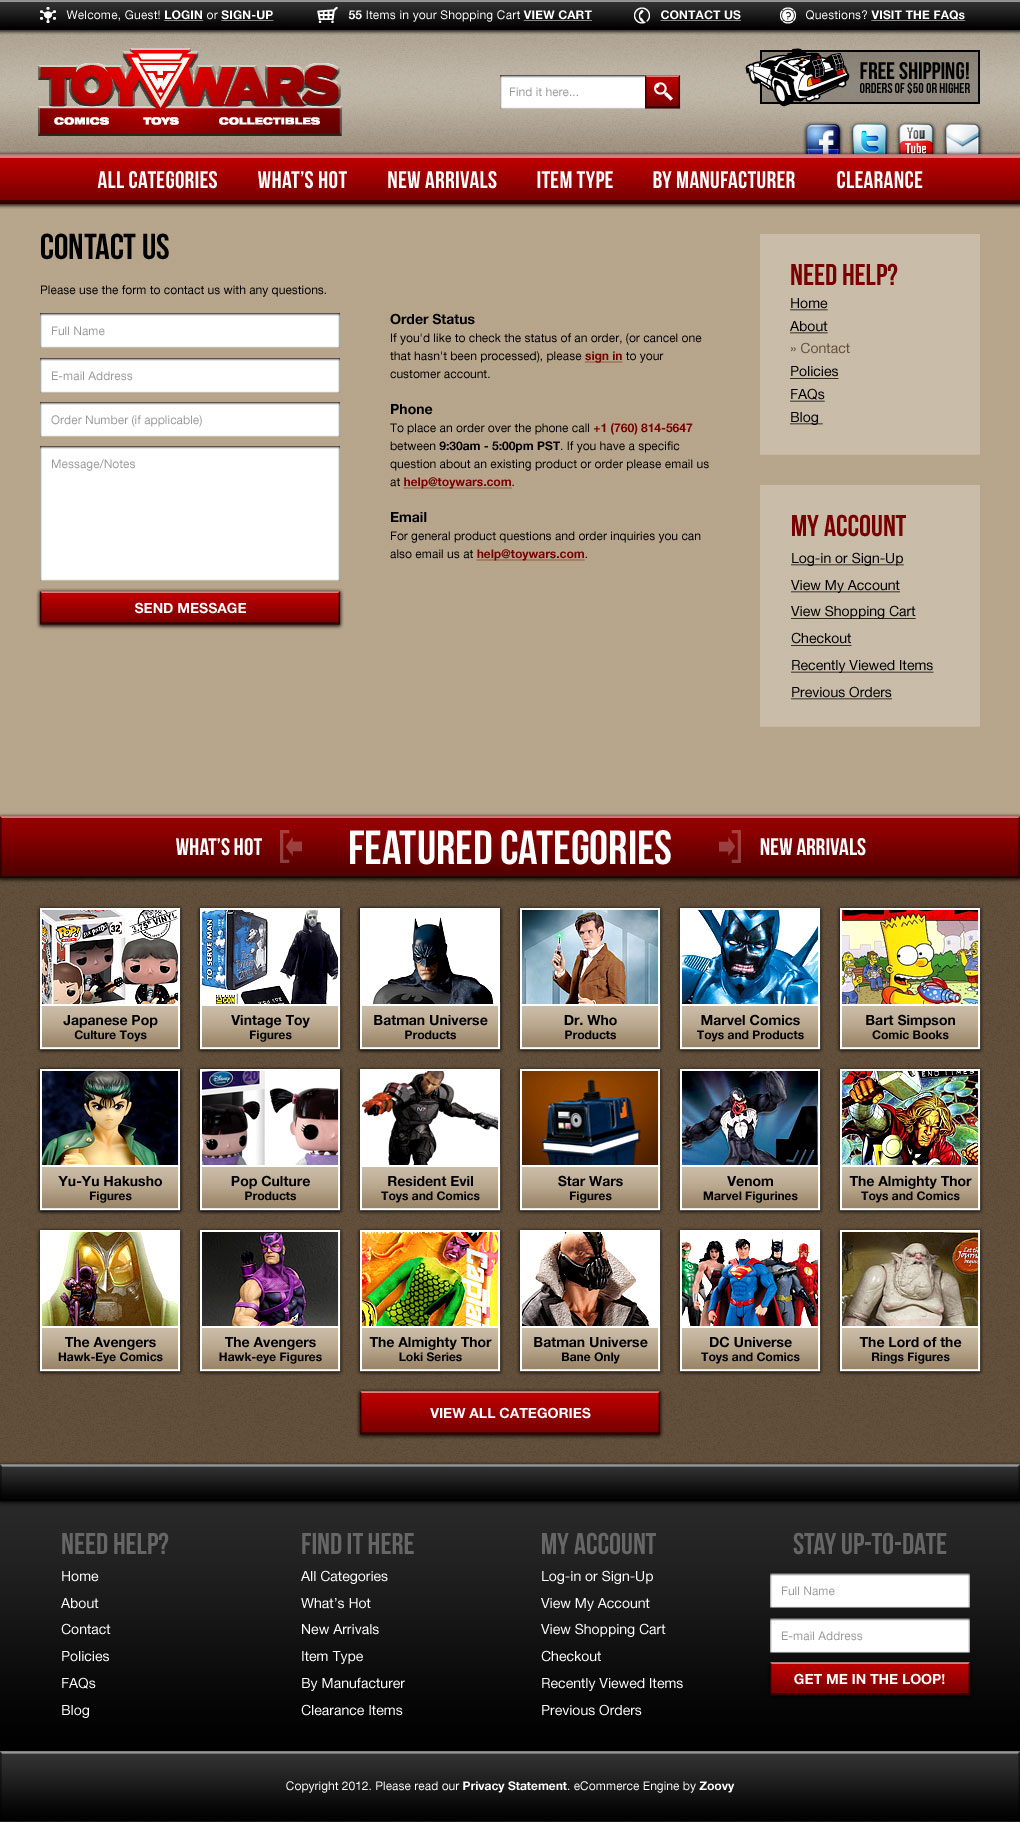 Welcome, Guest! LOGIN or SIGN-UP
55 Items in your Shopping Cart VIEW CART
CONTACT US
Questions? VISIT THE FAQs
TOY WARS
COMICS TOYS COLLECTIBLES
Find it here...
FREE SHIPPING!
ORDERS OF $50 OR HIGHER
You
Tube
ALL CATEGORIES
WHAT'S HOT
NEW ARRIVALS
ITEM TYPE
BY MANUFACTURER
CLEARANCE
CONTACT US
Please use the form to contact us with any questions.
Full Name
E-mail Address
Order Number (if applicable)
Message/Notes
SEND MESSAGE
Order Status
If you'd like to check the status of an order, (or cancel one
that hasn't been processed), please sign in to your
customer account.
Phone
To place an order over the phone call +1 (760) 814-5647
between 9:30am - 5:00pm PST. If you have a specific
question about an existing product or order please email us
at help@toywars.com.
Email
For general product questions and order inquiries you can
also email us at help@toywars.com.
NEED HELP?
Home
About
» Contact
Policies
FAQs
Blog
MY ACCOUNT
Log-in or Sign-Up
View My Account
View Shopping Cart
Checkout
Recently Viewed Items
Previous Orders
WHAT'S HOT
FEATURED CATEGORIES
NEW ARRIVALS
POP!
32
VINYL
TO SERVE MAN
Japanese Pop
Culture Toys
Vintage Toy
Figures
Batman Universe
Products
Dr. Who
Products
Marvel Comics
Toys and Products
Bart Simpson
Comic Books
Disney
20
N7
END TIMES
Yu-Yu Hakusho
Figures
Pop Culture
Products
Resident Evil
Toys and Comics
Star Wars
Figures
Venom
Marvel Figurines
The Almighty Thor
Toys and Comics
Captain
The Avengers
Hawk-Eye Comics
The Avengers
Hawk-eye Figures
The Almighty Thor
Loki Series
Batman Universe
Bane Only
DC Universe
Toys and Comics
The Lord of the
Rings Figures
VIEW ALL CATEGORIES
NEED HELP?
Home
About
Contact
Policies
FAQs
Blog
FIND IT HERE
All Categories
What's Hot
New Arrivals
Item Type
By Manufacturer
Clearance Items
MY ACCOUNT
Log-in or Sign-Up
View My Account
View Shopping Cart
Checkout
Recently Viewed Items
Previous Orders
STAY UP-TO-DATE
Full Name
E-mail Address
GET ME IN THE LOOP!
Copyright 2012. Please read our Privacy Statement. eCommerce Engine by Zoovy